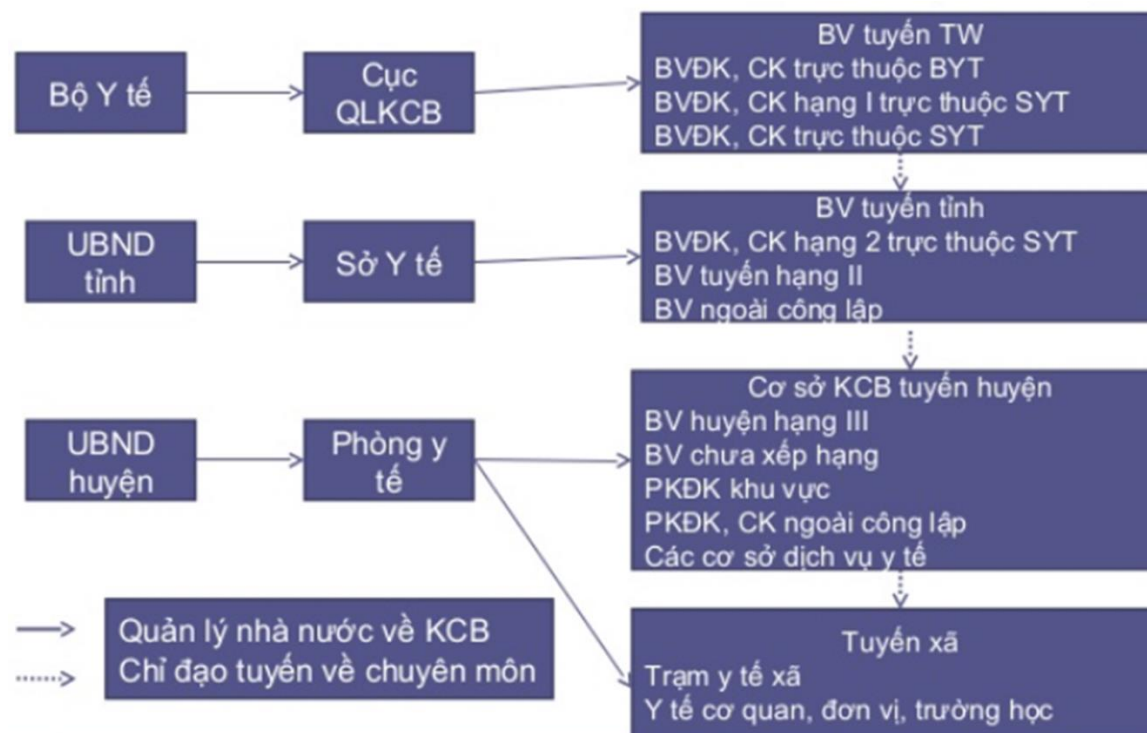 Bộ Y tế
Cục
QLKCB
BV tuyến TW
BVĐK, CK trực thuộc BYT
BVĐK, CK hạng I trực thuộc SYT
BVĐK, CK trực thuộc SYT
UBND
tỉnh
Sở Y tế
BV tuyến tỉnh
BVĐK, CK hạng 2 trực thuộc SYT
BV tuyến hạng II
BV ngoài công lập
UBND
huyện
Phòng y
tế
Cơ sở KCB tuyến huyện
BV huyện hạng III
BV chưa xếp hạng
PKĐK khu vực
PKĐK, CK ngoài công lập
Các cơ sở dịch vụ y tế
Quản lý nhà nước về KCB
Chỉ đạo tuyến về chuyên môn
Tuyến xã
Trạm y tế xã
Y tế cơ quan, đơn vị, trường học